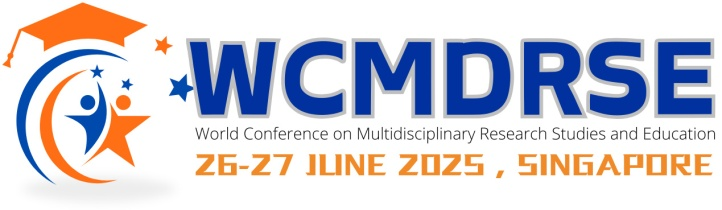 WCMDRSE
World Conference on Multidisciplinary Research Studies and Education
26-27 JUNE 2025 , SINGAPORE